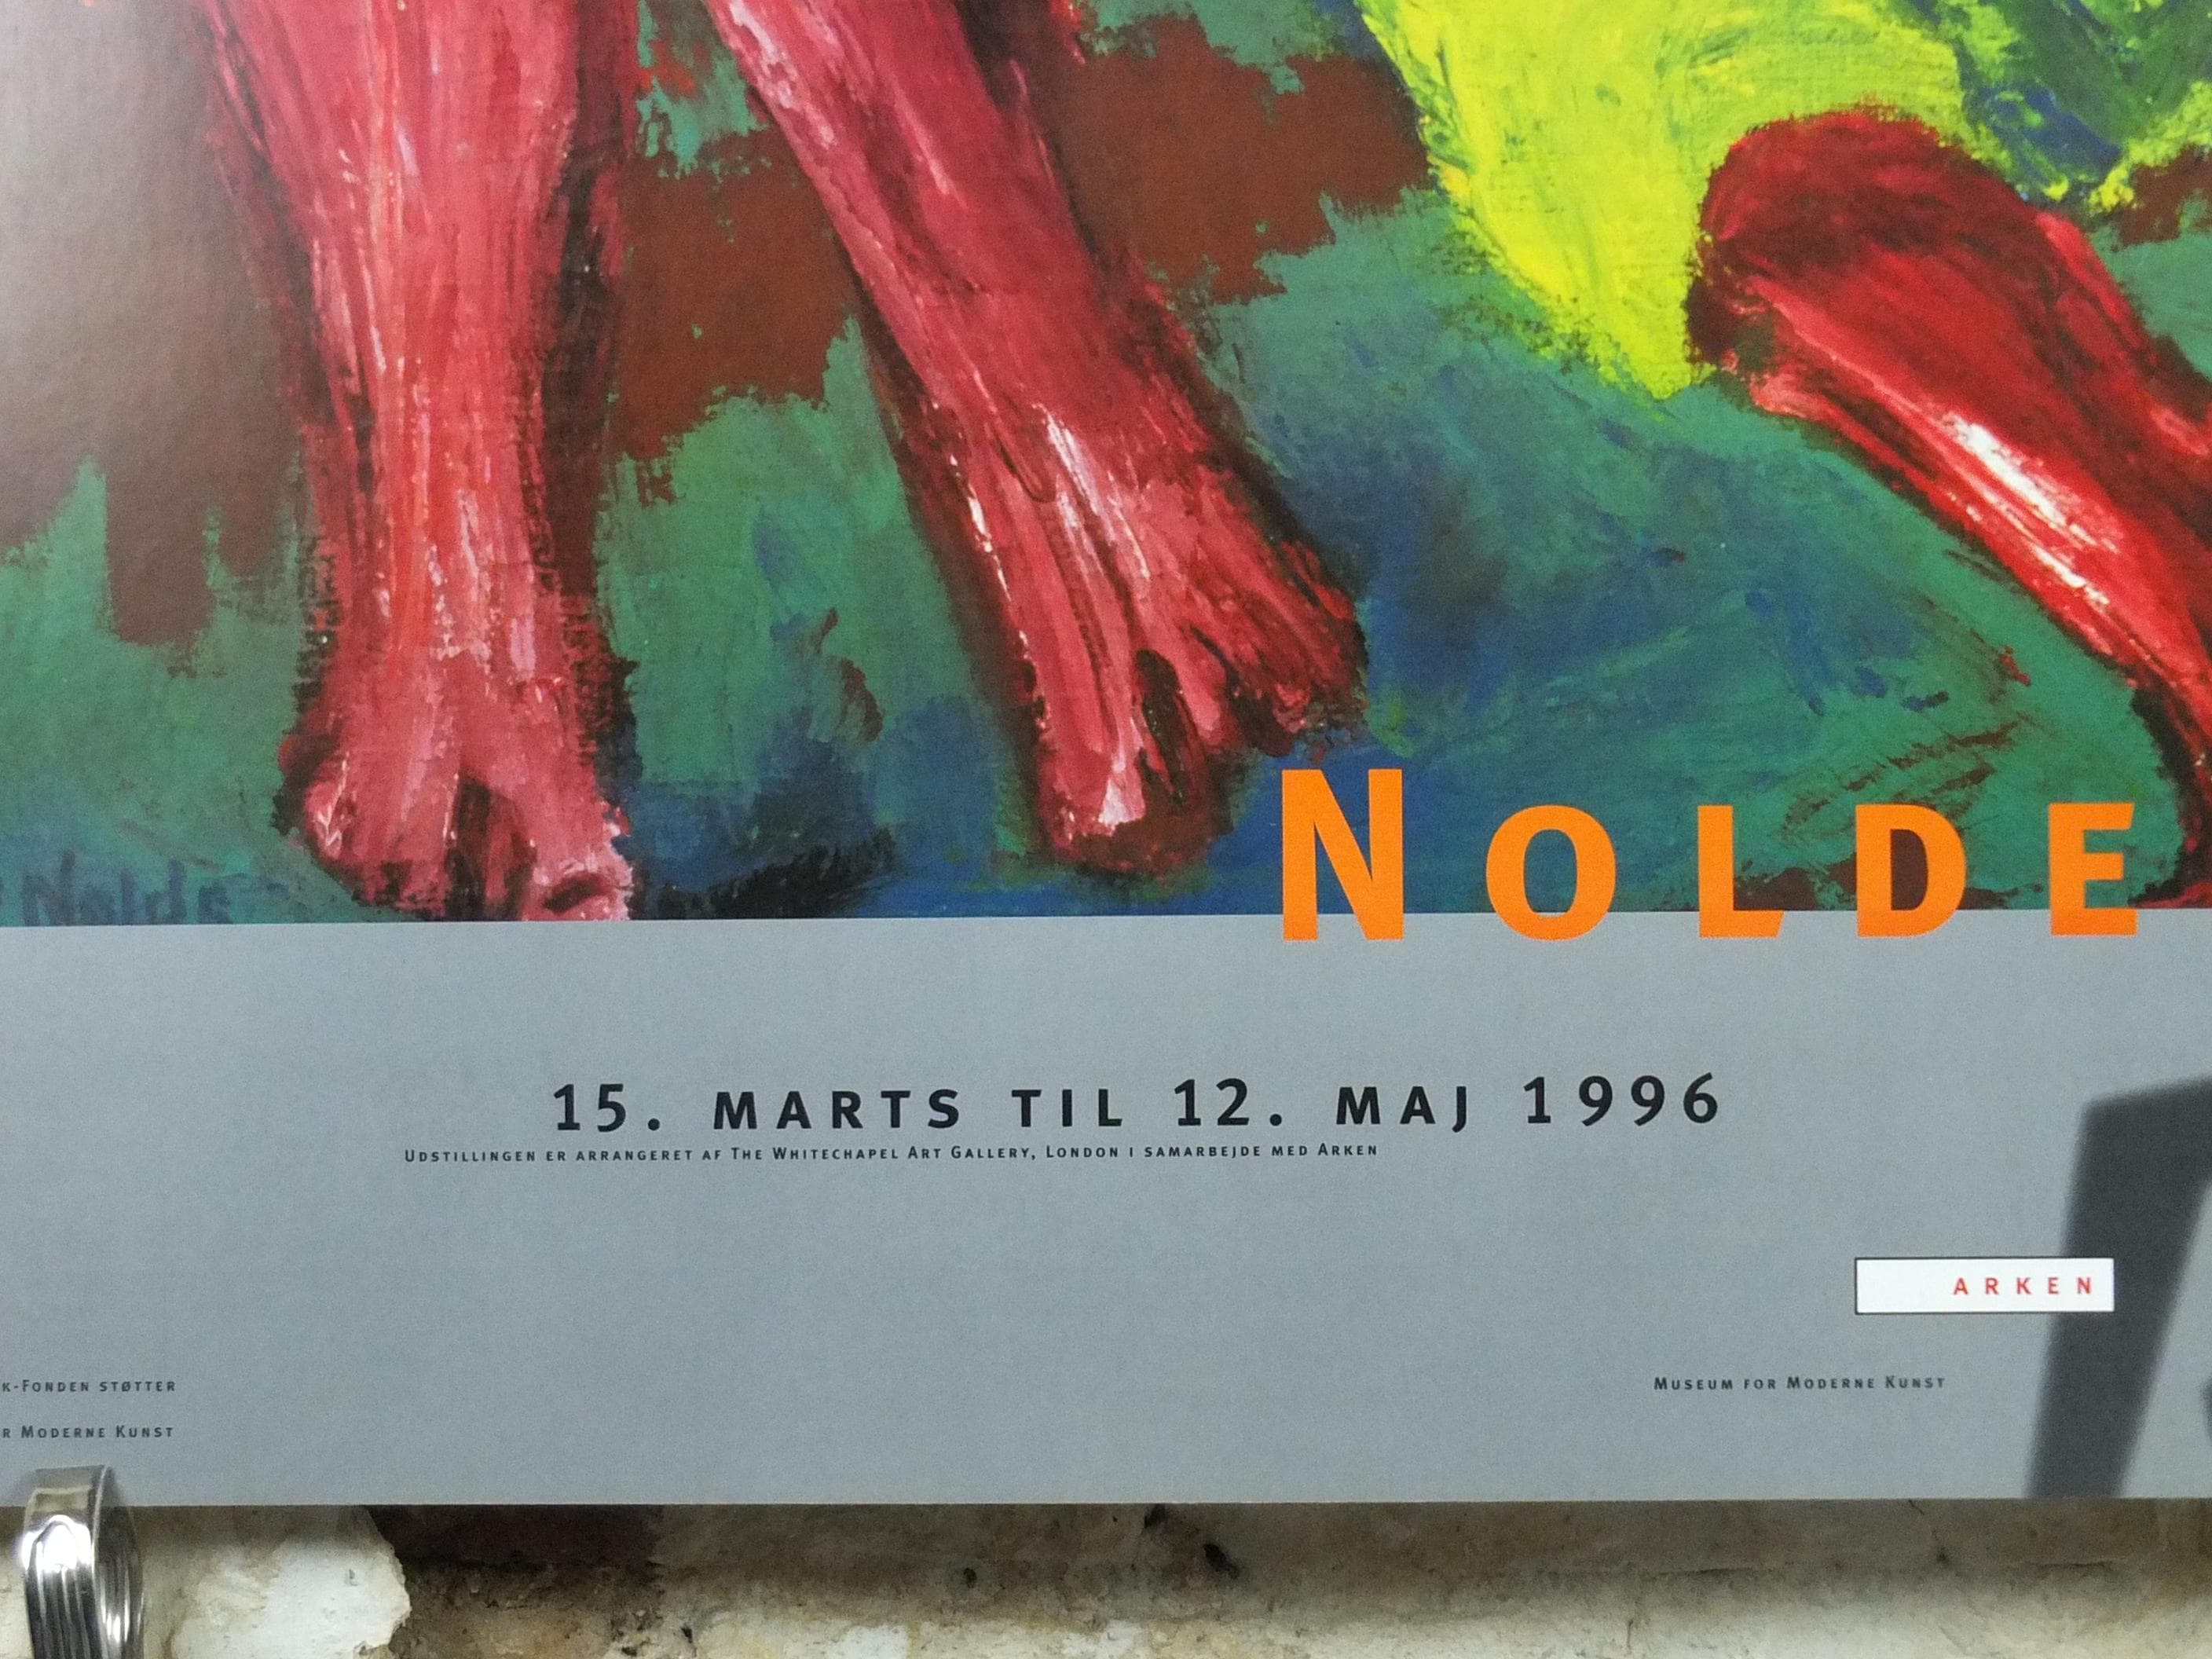 Nolde
NOLDE
15. MARTS TIL 12. MAJ 1996
UDSTILLINGEN ER ARRANGERET AF THE WHITECHAPEL ART GALLERY, LONDON I SAMARBEJDE MED ARKEN
ARKEN
K-FONDEN STØTTER
MUSEUM FOR MODERNE KUNST
R MODERNE KUNST